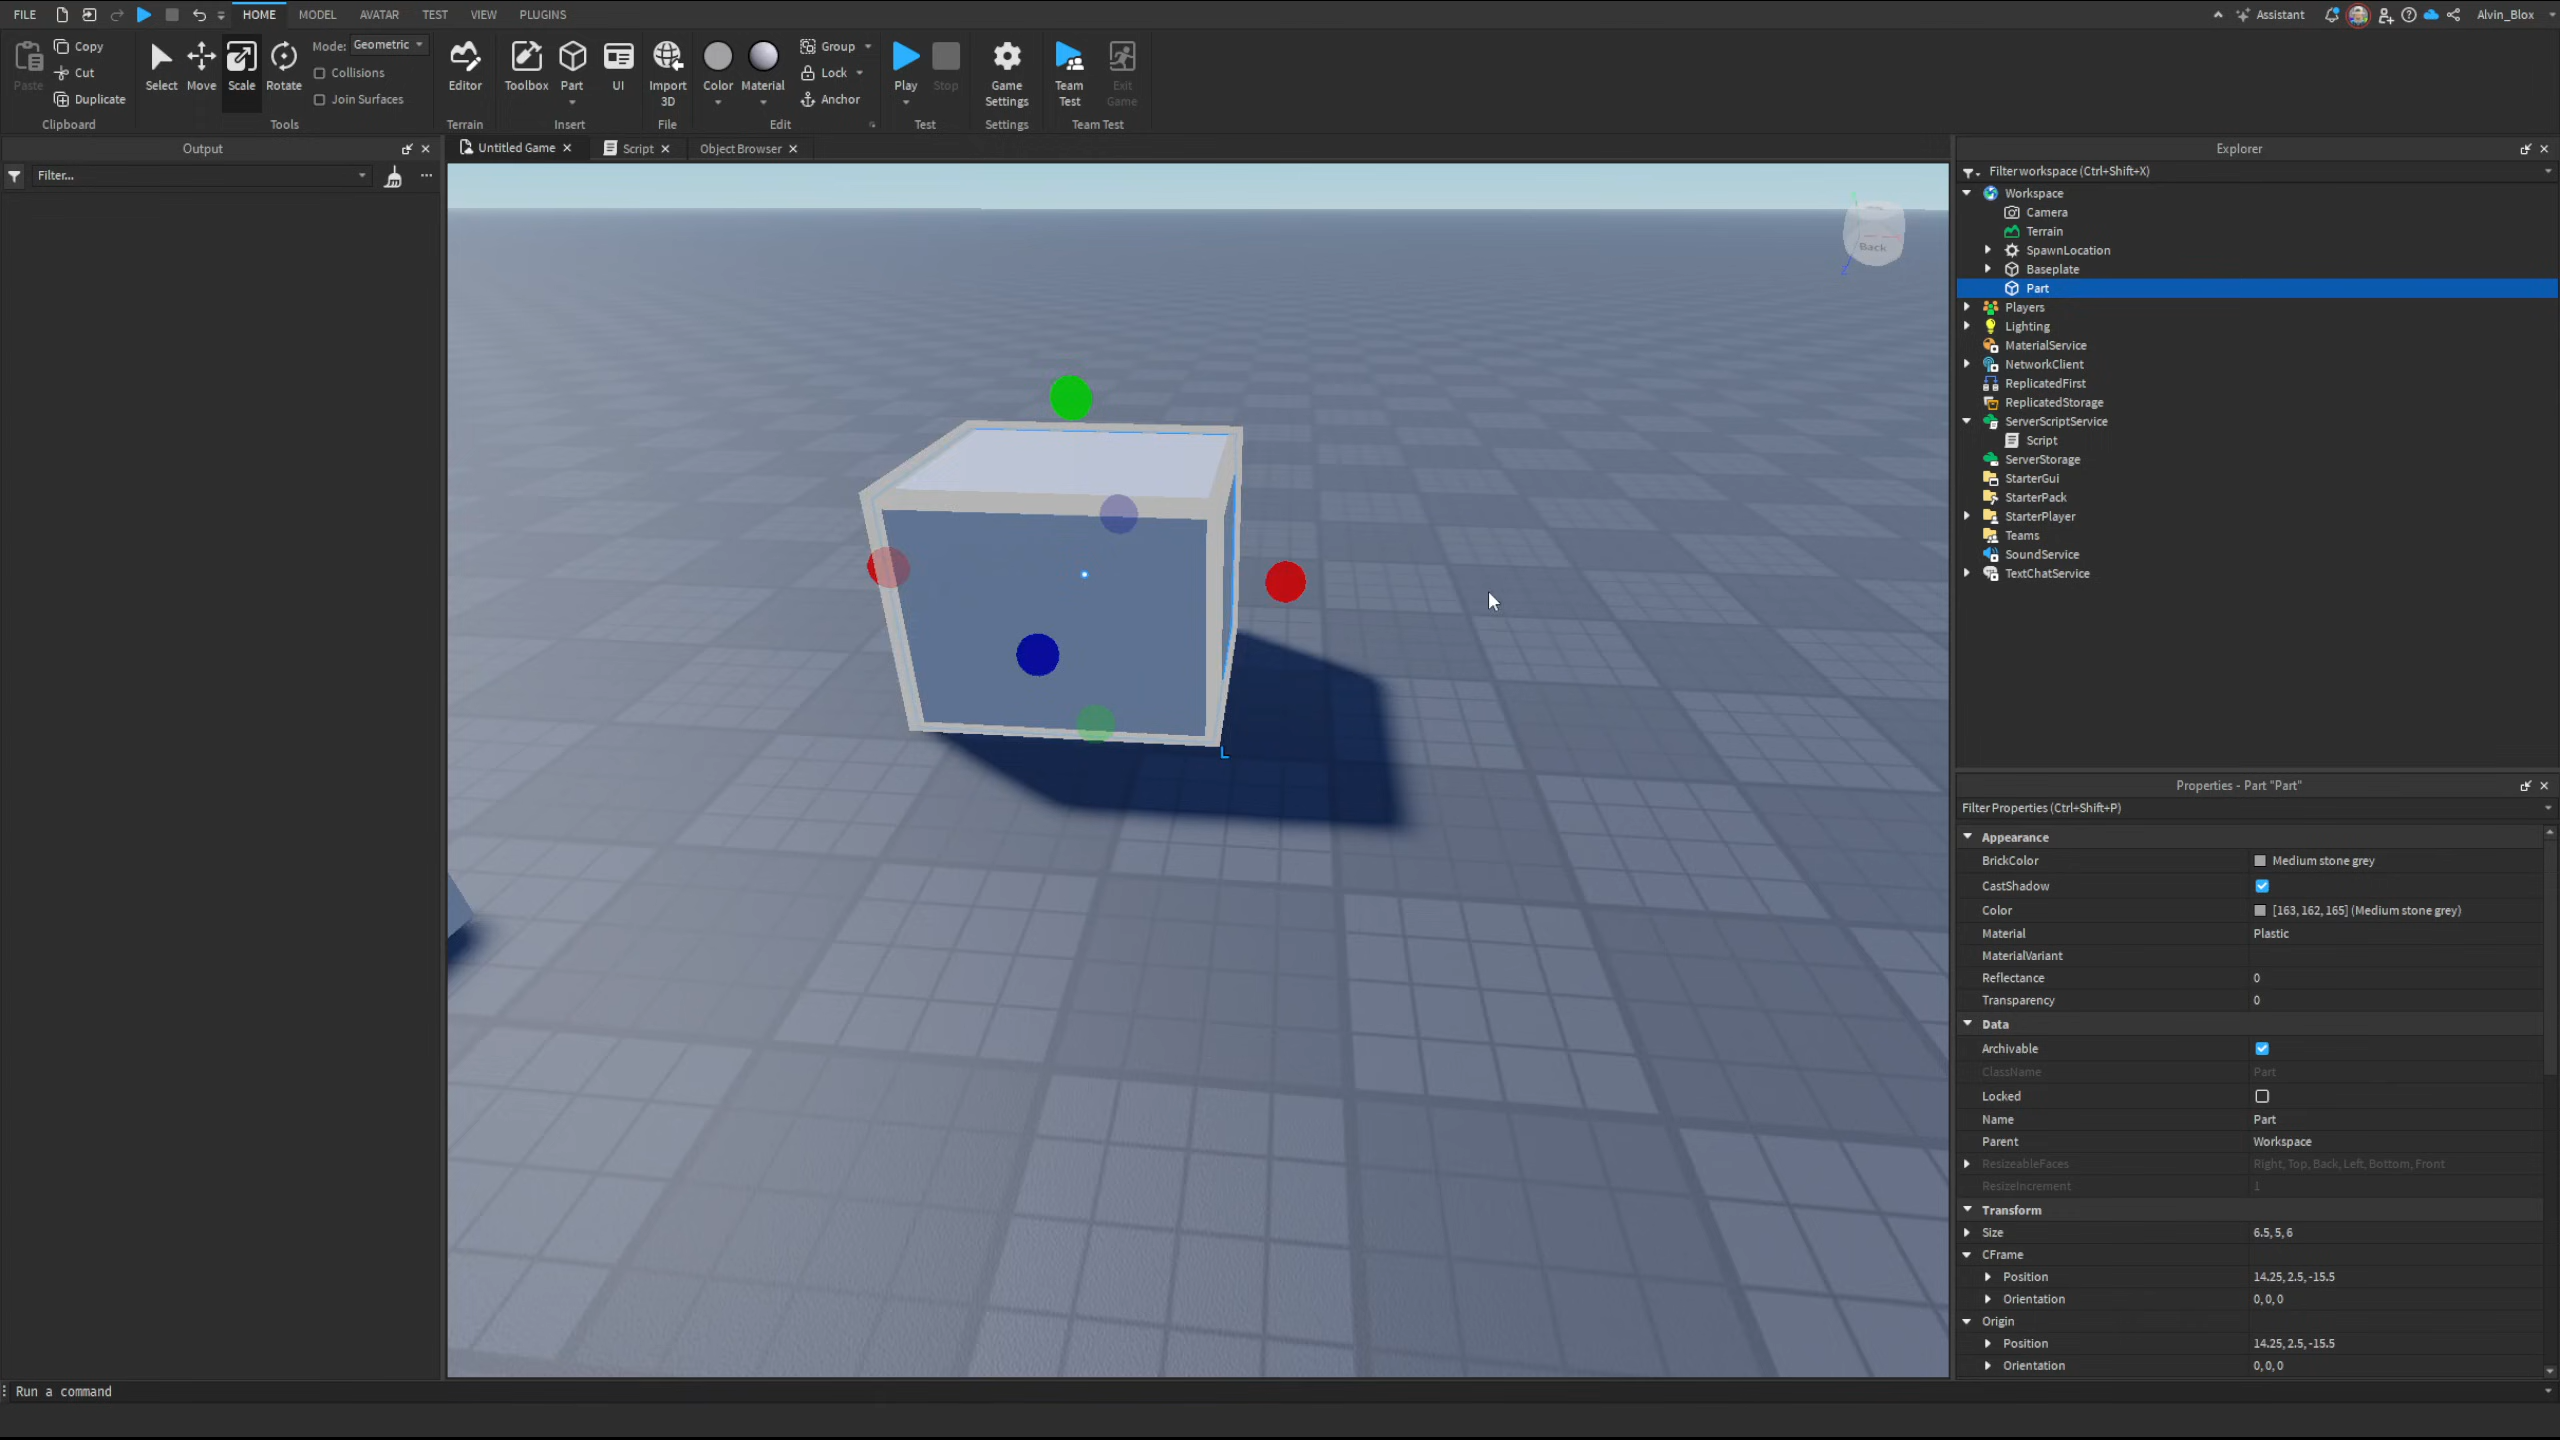 FILE HOME MODEL AVATAR TEST VIEW PLUGINS Assistant Alvin_Blox
Paste Copy Cut Duplicate Clipboard
Select Move Scale Rotate Mode: Geometric Collisions Join Surfaces Tools
Editor Terrain
Toolbox Part UI Insert
Import 3D File
Color Material Group Lock Anchor Edit
Play Stop Test
Game Settings Settings
Team Test Exit Game Team Test
Output
Filter...
Untitled Game Script Object Browser
Back
Explorer
Filter workspace (Ctrl+Shift+X)
Workspace
Camera
Terrain
SpawnLocation
Baseplate
Part
Players
Lighting
MaterialService
NetworkClient
ReplicatedFirst
ReplicatedStorage
ServerScriptService
Script
ServerStorage
StarterGui
StarterPack
StarterPlayer
Teams
SoundService
TextChatService
Properties - Part "Part"
Filter Properties (Ctrl+Shift+P)
Appearance
BrickColor Medium stone grey
CastShadow
Color [163, 162, 165] (Medium stone grey)
Material Plastic
MaterialVariant
Reflectance 0
Transparency 0
Data
Archivable
ClassName Part
Locked
Name Part
Parent Workspace
ResizeableFaces Right, Top, Back, Left, Bottom, Front
ResizeIncrement 1
Transform
Size 6.5, 5, 6
CFrame
Position 14.25, 2.5, -15.5
Orientation 0, 0, 0
Origin
Position 14.25, 2.5, -15.5
Orientation 0, 0, 0
Run a command